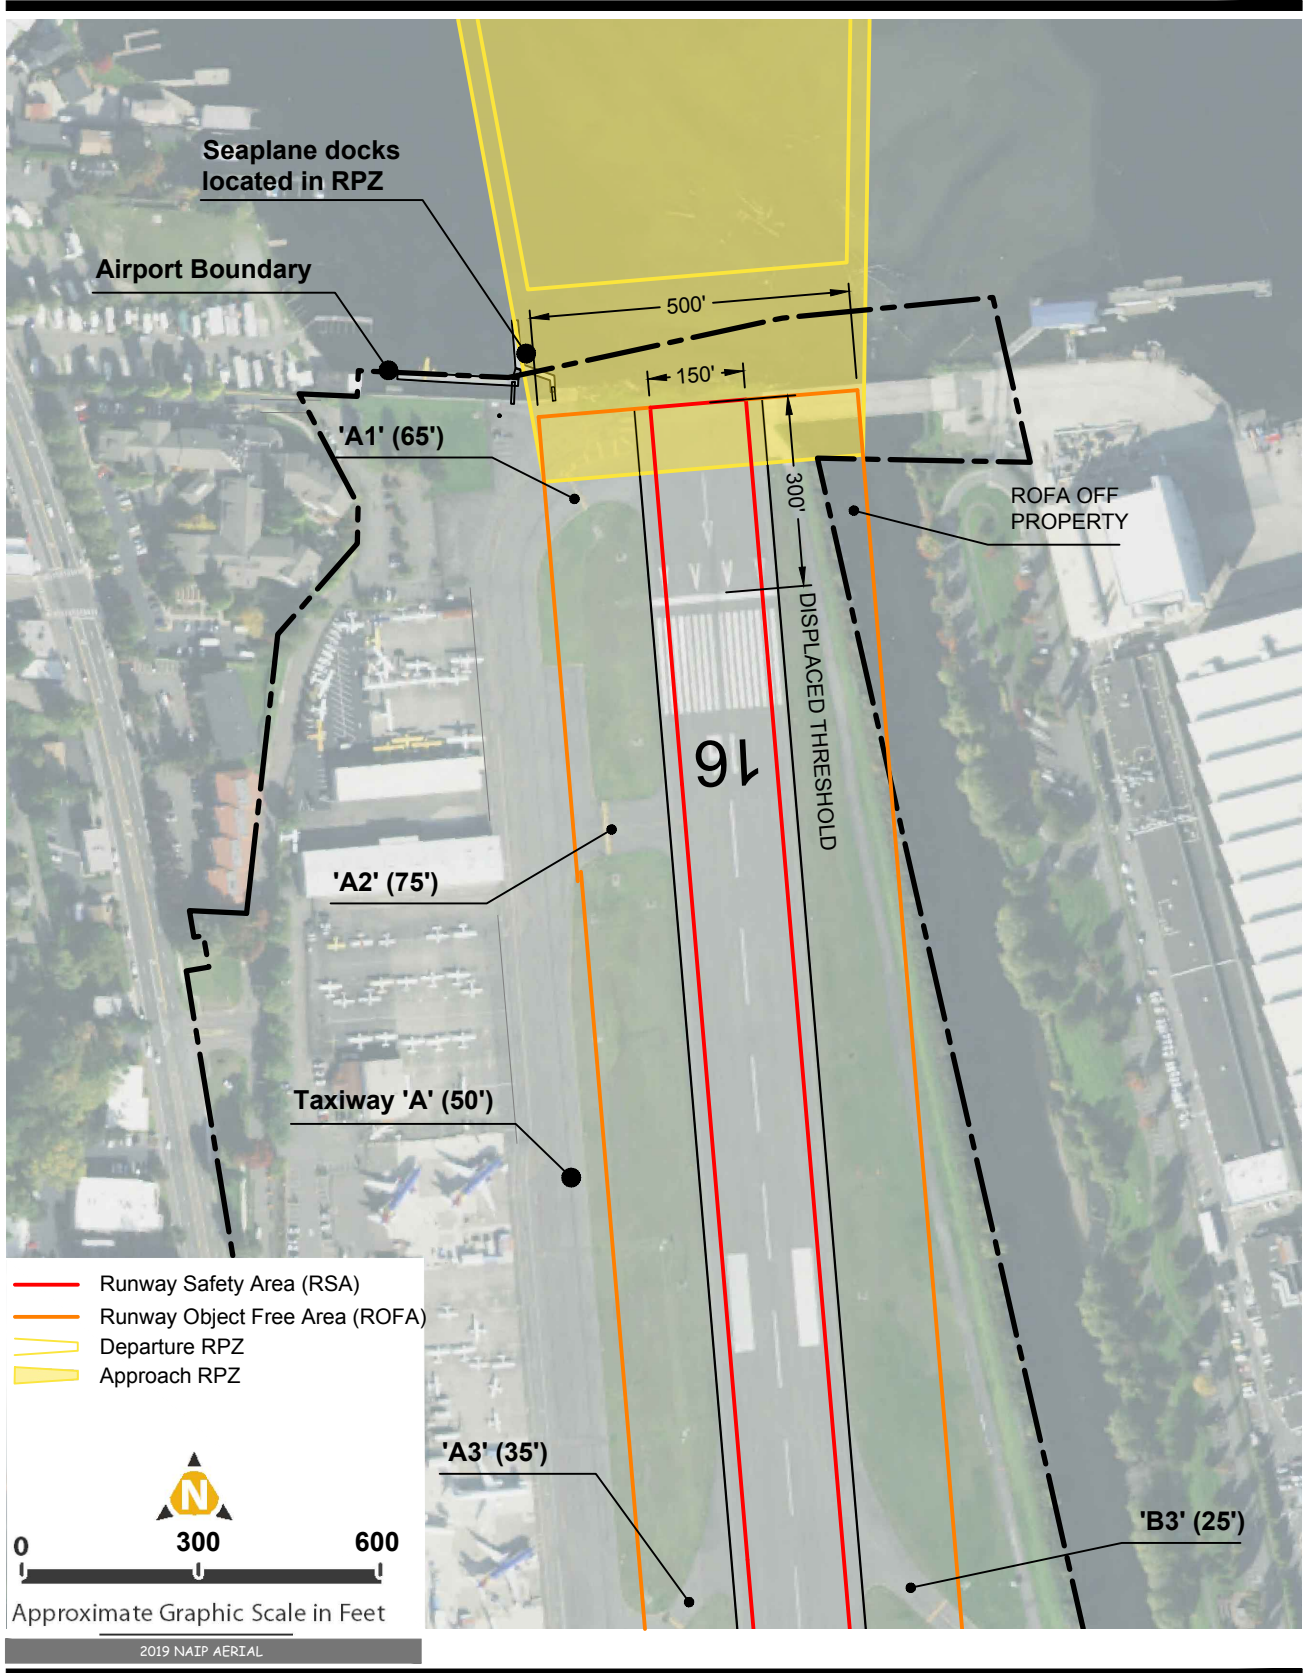 Seaplane docks
located in RPZ
Airport Boundary
500'
150'
'A1' (65')
300'
ROFA OFF
PROPERTY
DISPLACED THRESHOLD
16
'A2' (75')
Taxiway 'A' (50')
Runway Safety Area (RSA)
Runway Object Free Area (ROFA)
Departure RPZ
Approach RPZ
'A3' (35')
N
'B3' (25')
0 300 600
Approximate Graphic Scale in Feet
2019 NAIP AERIAL